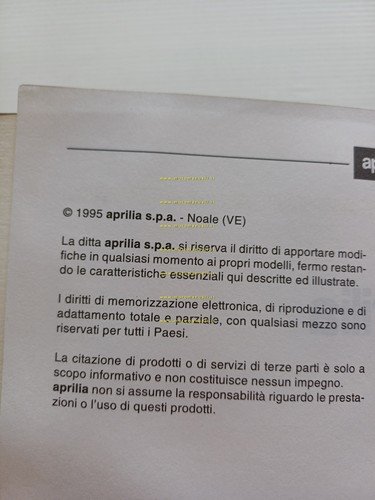 ap
© 1995 aprilia s.p.a. - Noale (VE)
La ditta aprilia s.p.a. si riserva il diritto di apportare modi-
fiche in qualsiasi momento ai propri modelli, fermo restan-
do le caratteristiche essenziali qui descritte ed illustrate.
I diritti di memorizzazione elettronica, di riproduzione e di
adattamento totale e parziale, con qualsiasi mezzo sono
riservati per tutti i Paesi.
La citazione di prodotti o di servizi di terze parti è solo a
scopo informativo e non costituisce nessun impegno.
aprilia non si assume la responsabilità riguardo le presta-
zioni o l'uso di questi prodotti.